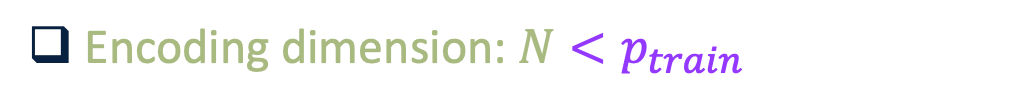 ❑ Encoding dimension: N < p_train